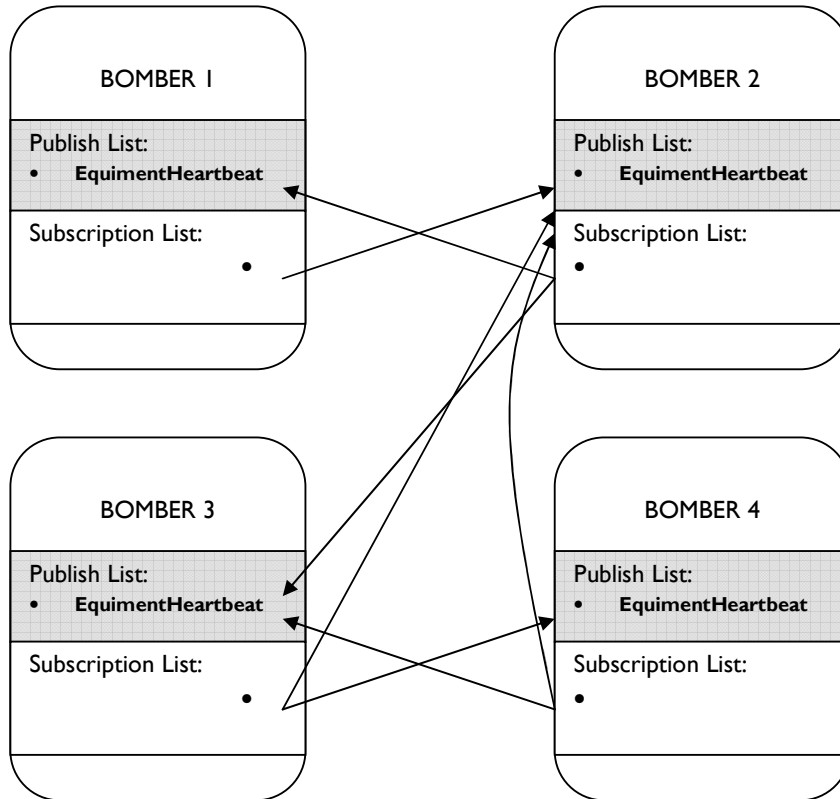 BOMBER 1
Publish List:
• EquimentHeartbeat
Subscription List:
•
BOMBER 2
Publish List:
• EquimentHeartbeat
Subscription List:
•
BOMBER 3
Publish List:
• EquimentHeartbeat
Subscription List:
•
BOMBER 4
Publish List:
• EquimentHeartbeat
Subscription List:
•